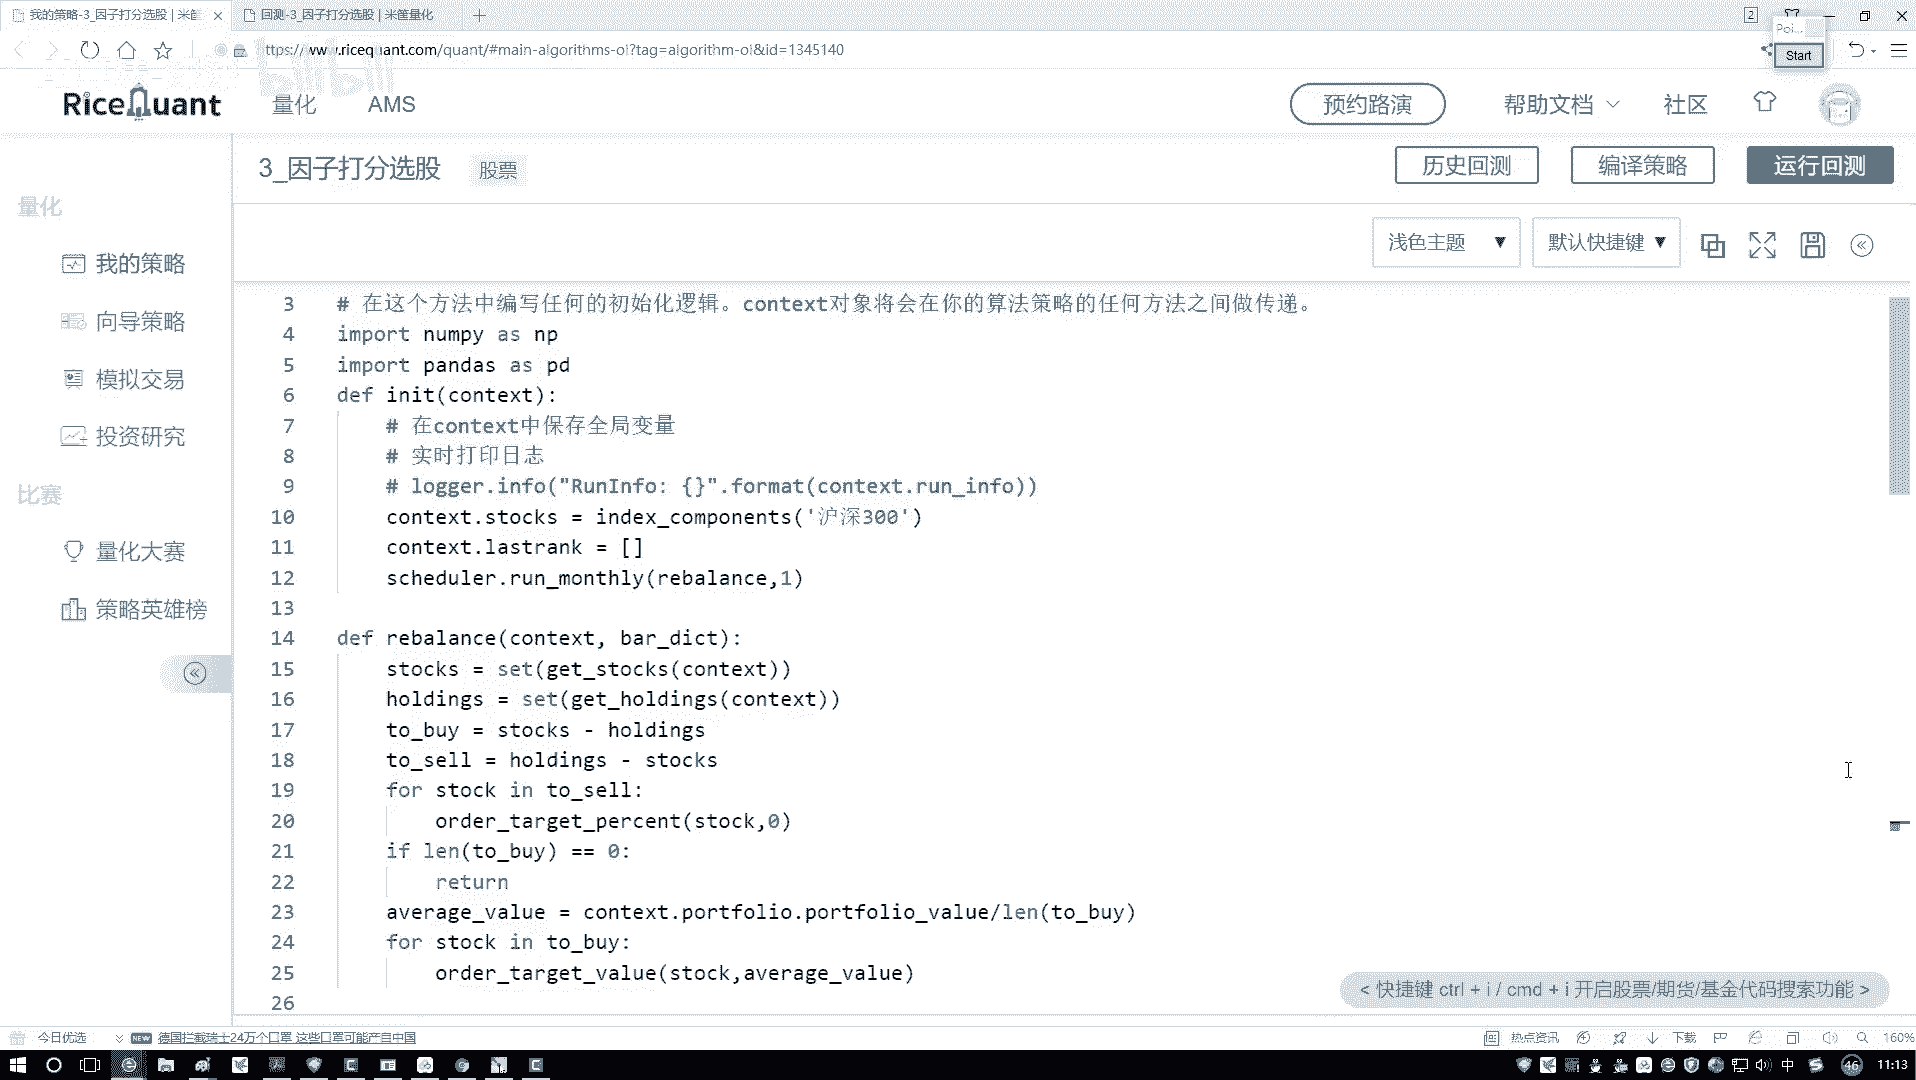 我的策略-3_因子打分选股 | 米筐
回测-3_因子打分选股 | 米筐量化
2
Poi...
Start
ttps://www.ricequant.com/quant/#main-algorithms-ol?tag=algorithm-ol&id=1345140
bilibili
RiceQuant
量化
AMS
预约路演
帮助文档
社区
3_因子打分选股
股票
历史回测
编译策略
运行回测
量化
我的策略
向导策略
模拟交易
投资研究
比赛
量化大赛
策略英雄榜
浅色主题
默认快捷键
3 # 在这个方法中编写任何的初始化逻辑。context对象将会在你的算法策略的任何方法之间做传递。
4 import numpy as np
5 import pandas as pd
6 def init(context):
7 # 在context中保存全局变量
8 # 实时打印日志
9 # logger.info("RunInfo: {}".format(context.run_info))
10 context.stocks = index_components('沪深300')
11 context.lastrank = []
12 scheduler.run_monthly(rebalance,1)
13
14 def rebalance(context, bar_dict):
15 stocks = set(get_stocks(context))
16 holdings = set(get_holdings(context))
17 to_buy = stocks - holdings
18 to_sell = holdings - stocks
19 for stock in to_sell:
20 order_target_percent(stock,0)
21 if len(to_buy) == 0:
22 return
23 average_value = context.portfolio.portfolio_value/len(to_buy)
24 for stock in to_buy:
25 order_target_value(stock,average_value)
26
< 快捷键 ctrl + i / cmd + i 开启股票/期货/基金代码搜索功能 >
今日优选
NEW 德国拦截瑞士24万个口罩 这些口罩可能产自中国
热点资讯
下载
160%
中
46
11:13